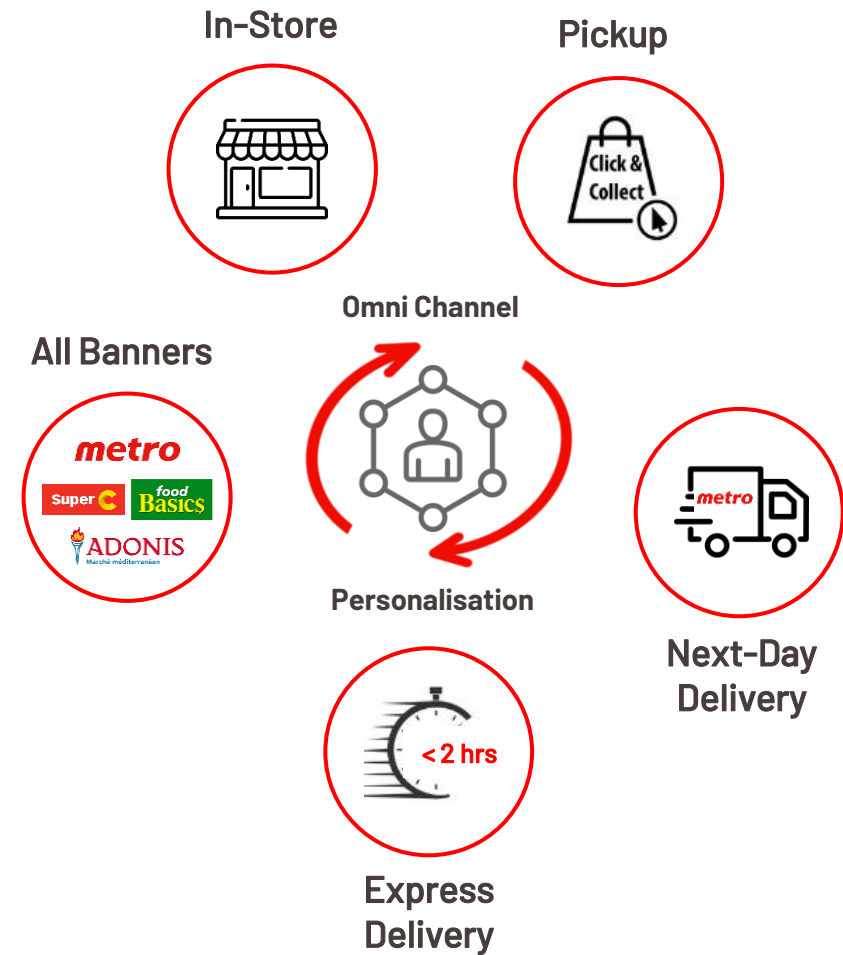 In-Store
Pickup
Click &
Collect
Omni Channel
All Banners
metro
Super C
food
Basics
ADONIS
Marché méditerranéen
metro
Personalisation
Next-Day
Delivery
< 2 hrs
Express
Delivery